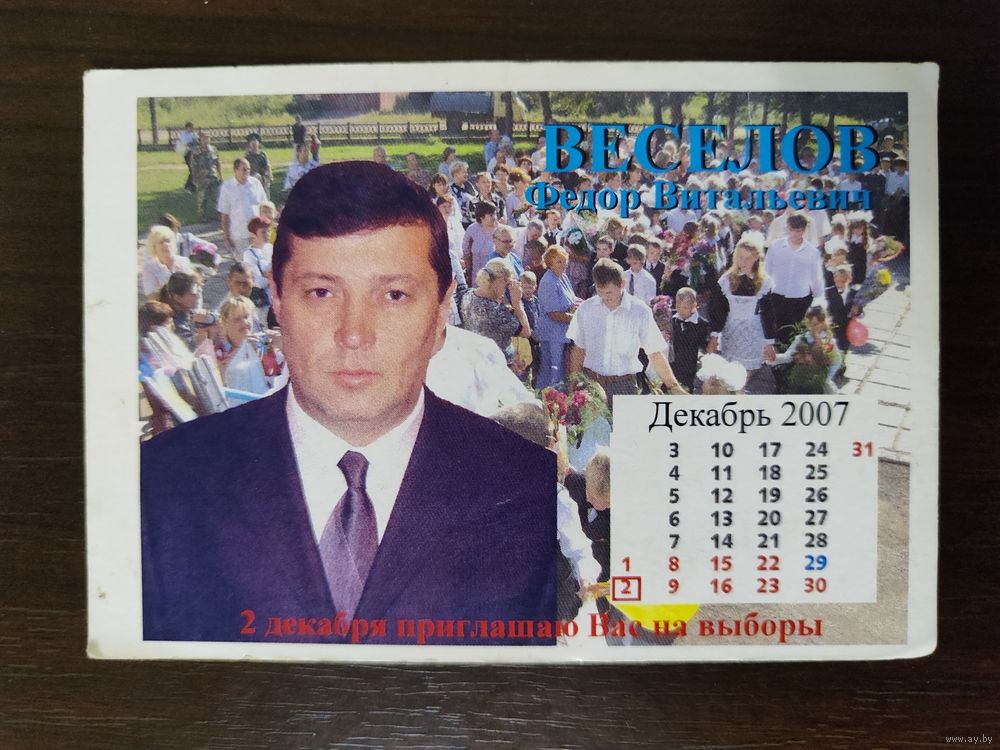 ВЕСЕЛОВ
Федор Витальевич
Декабрь 2007
3 10 17 24 31
4 11 18 25
5 12 19 26
6 13 20 27
7 14 21 28
1 8 15 22 29
2 9 16 23 30
2 декабря приглашаю Вас на выборы
www.ay.by